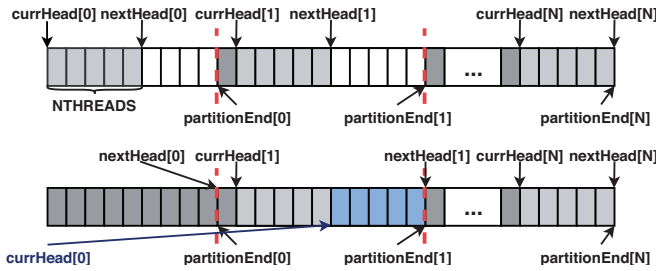 currHead[0] nextHead[0] currHead[1] nextHead[1] currHead[N] nextHead[N]
...
NTHREADS partitionEnd[0] partitionEnd[1] partitionEnd[N]
nextHead[0] currHead[1] nextHead[1] currHead[N] nextHead[N]
...
currHead[0] partitionEnd[0] partitionEnd[1] partitionEnd[N]